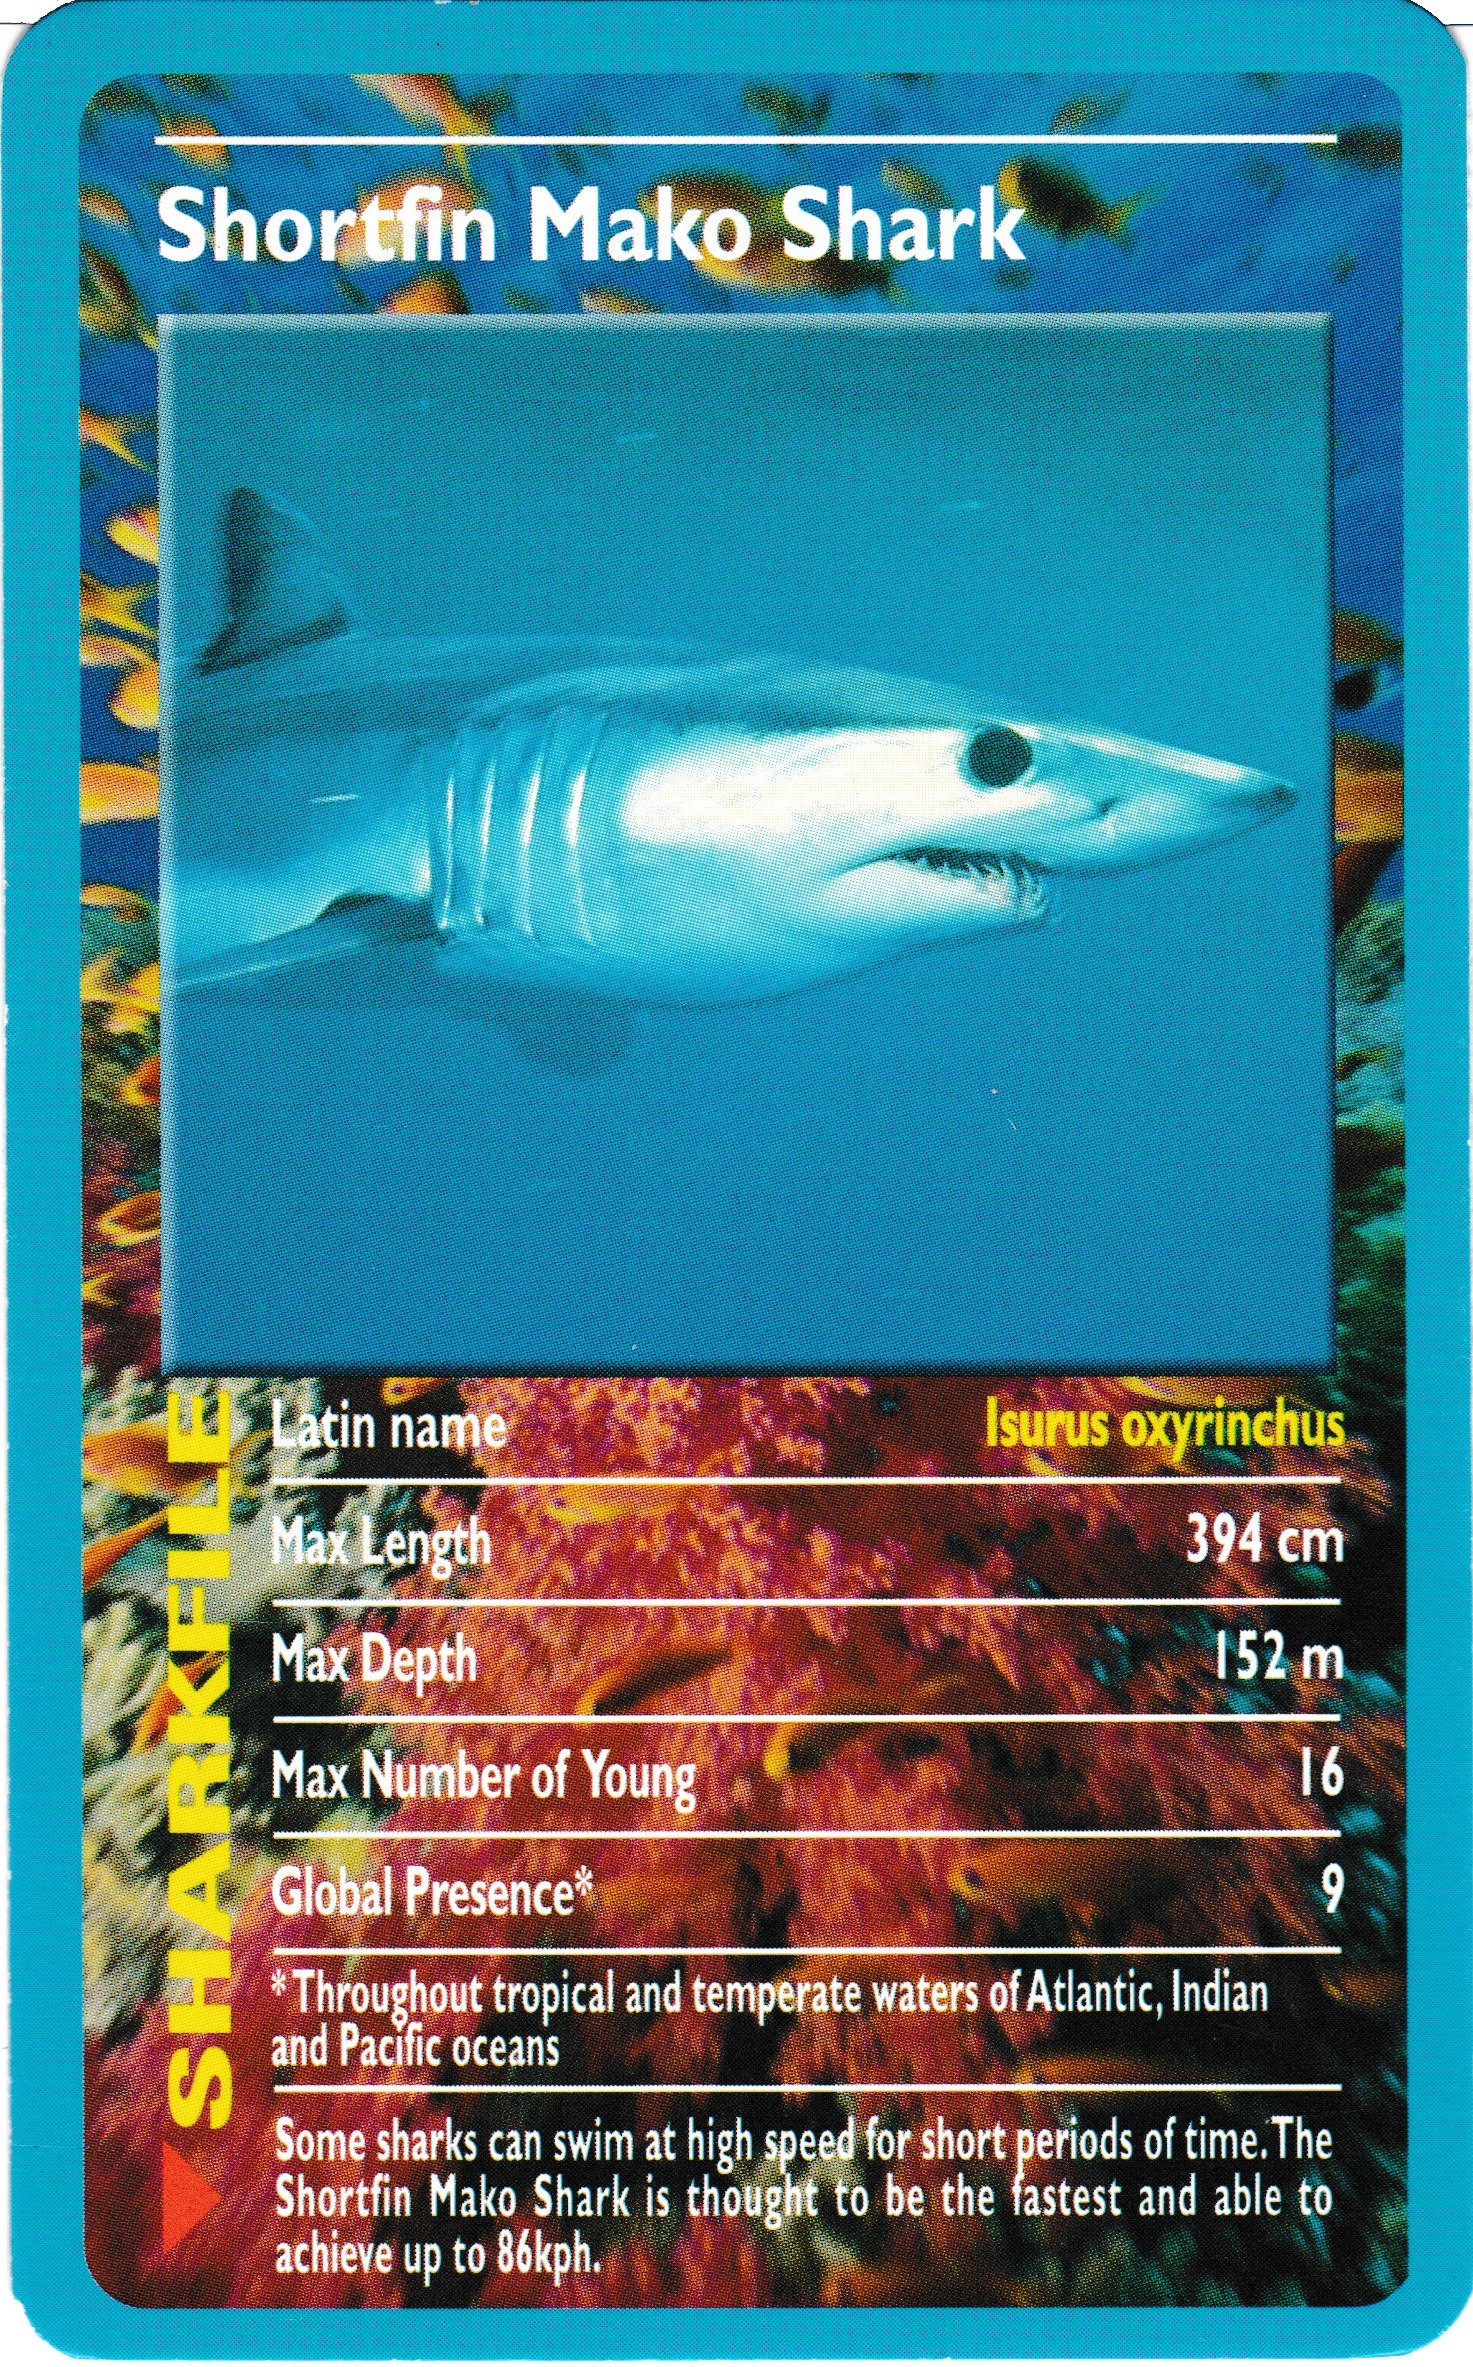 Shortfin Mako Shark
SHARKFILE
Latin name Isurus oxyrinchus
Max Length 394 cm
Max Depth 152 m
Max Number of Young 16
Global Presence* 9
* Throughout tropical and temperate waters of Atlantic, Indian
and Pacific oceans
Some sharks can swim at high speed for short periods of time. The
Shortfin Mako Shark is thought to be the fastest and able to
achieve up to 86kph.